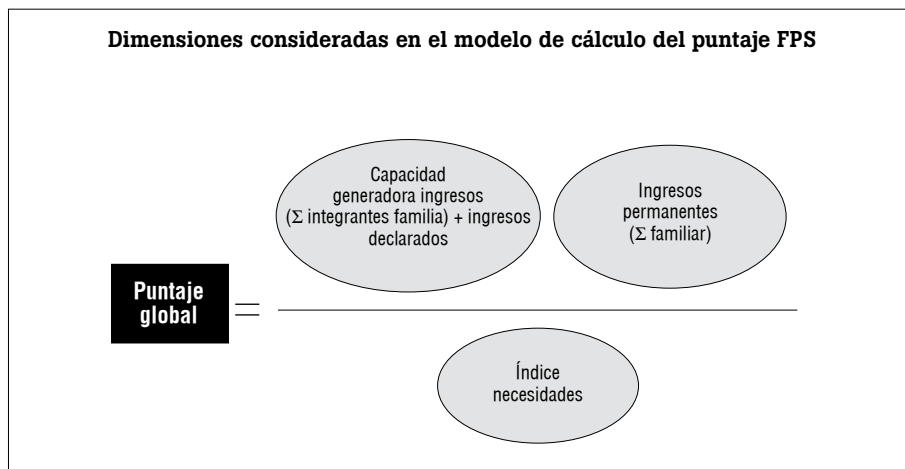 Dimensiones consideradas en el modelo de cálculo del puntaje FPS
Capacidad
generadora ingresos
(Σ integrantes familia) + ingresos
declarados
Ingresos
permanentes
(Σ familiar)
Puntaje
global
=
Índice
necesidades